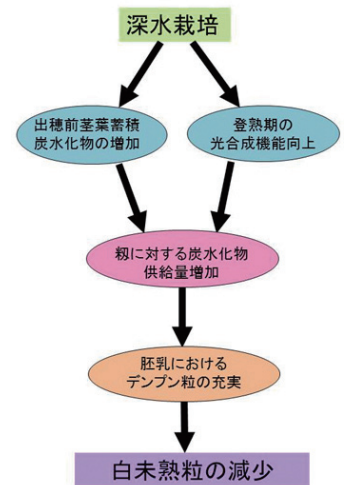 深水栽培
出穂前茎葉蓄積
炭水化物の増加
登熟期の
光合成機能向上
籾に対する炭水化物
供給量増加
胚乳における
デンプン粒の充実
白未熟粒の減少